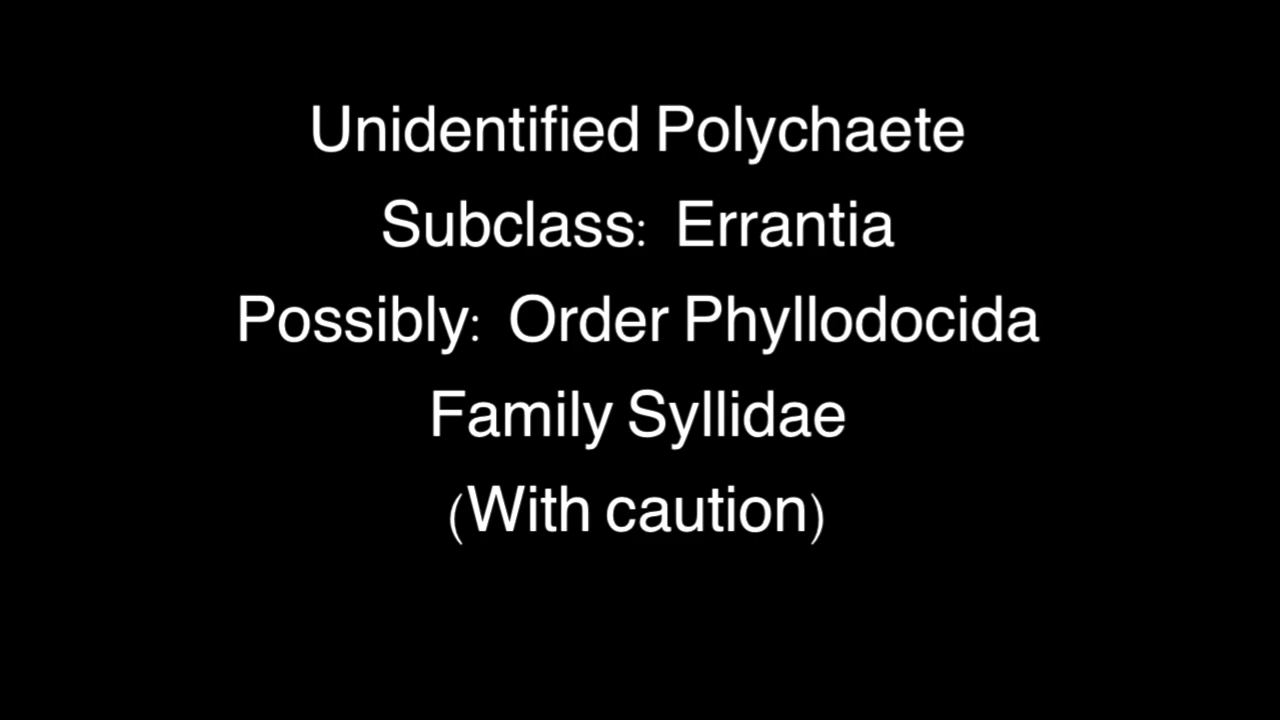 Unidentified Polychaete
Subclass: Errantia
Possibly: Order Phyllodocida
Family Syllidae
(With caution)